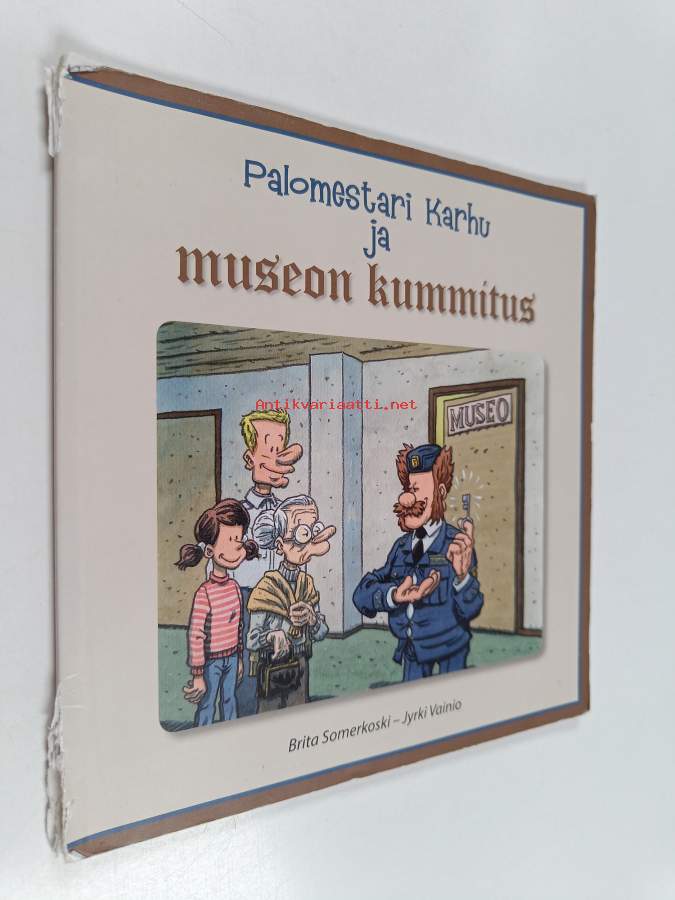 Palomestari Karhu
ja
museon kummitus
Antikvariaatti.net
MUSEO
Brita Somerkoski – Jyrki Vainio